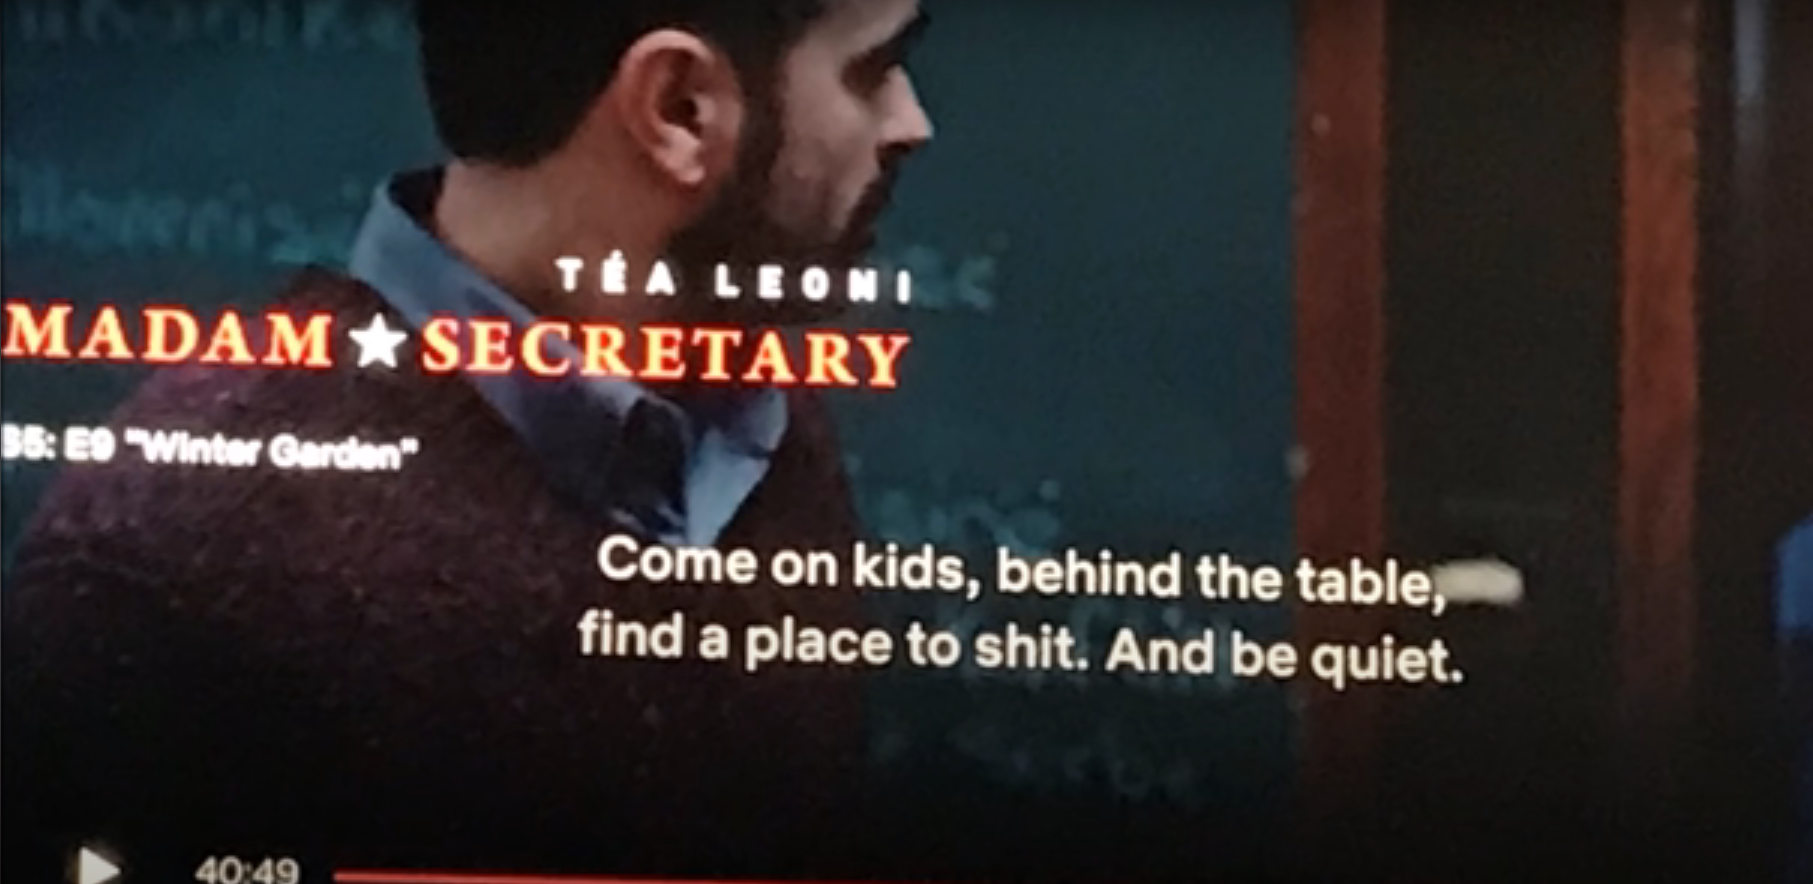 TÉA LEONI
MADAM★SECRETARY
S5: E9 "Winter Garden"
Come on kids, behind the table,
find a place to shit. And be quiet.
40:49